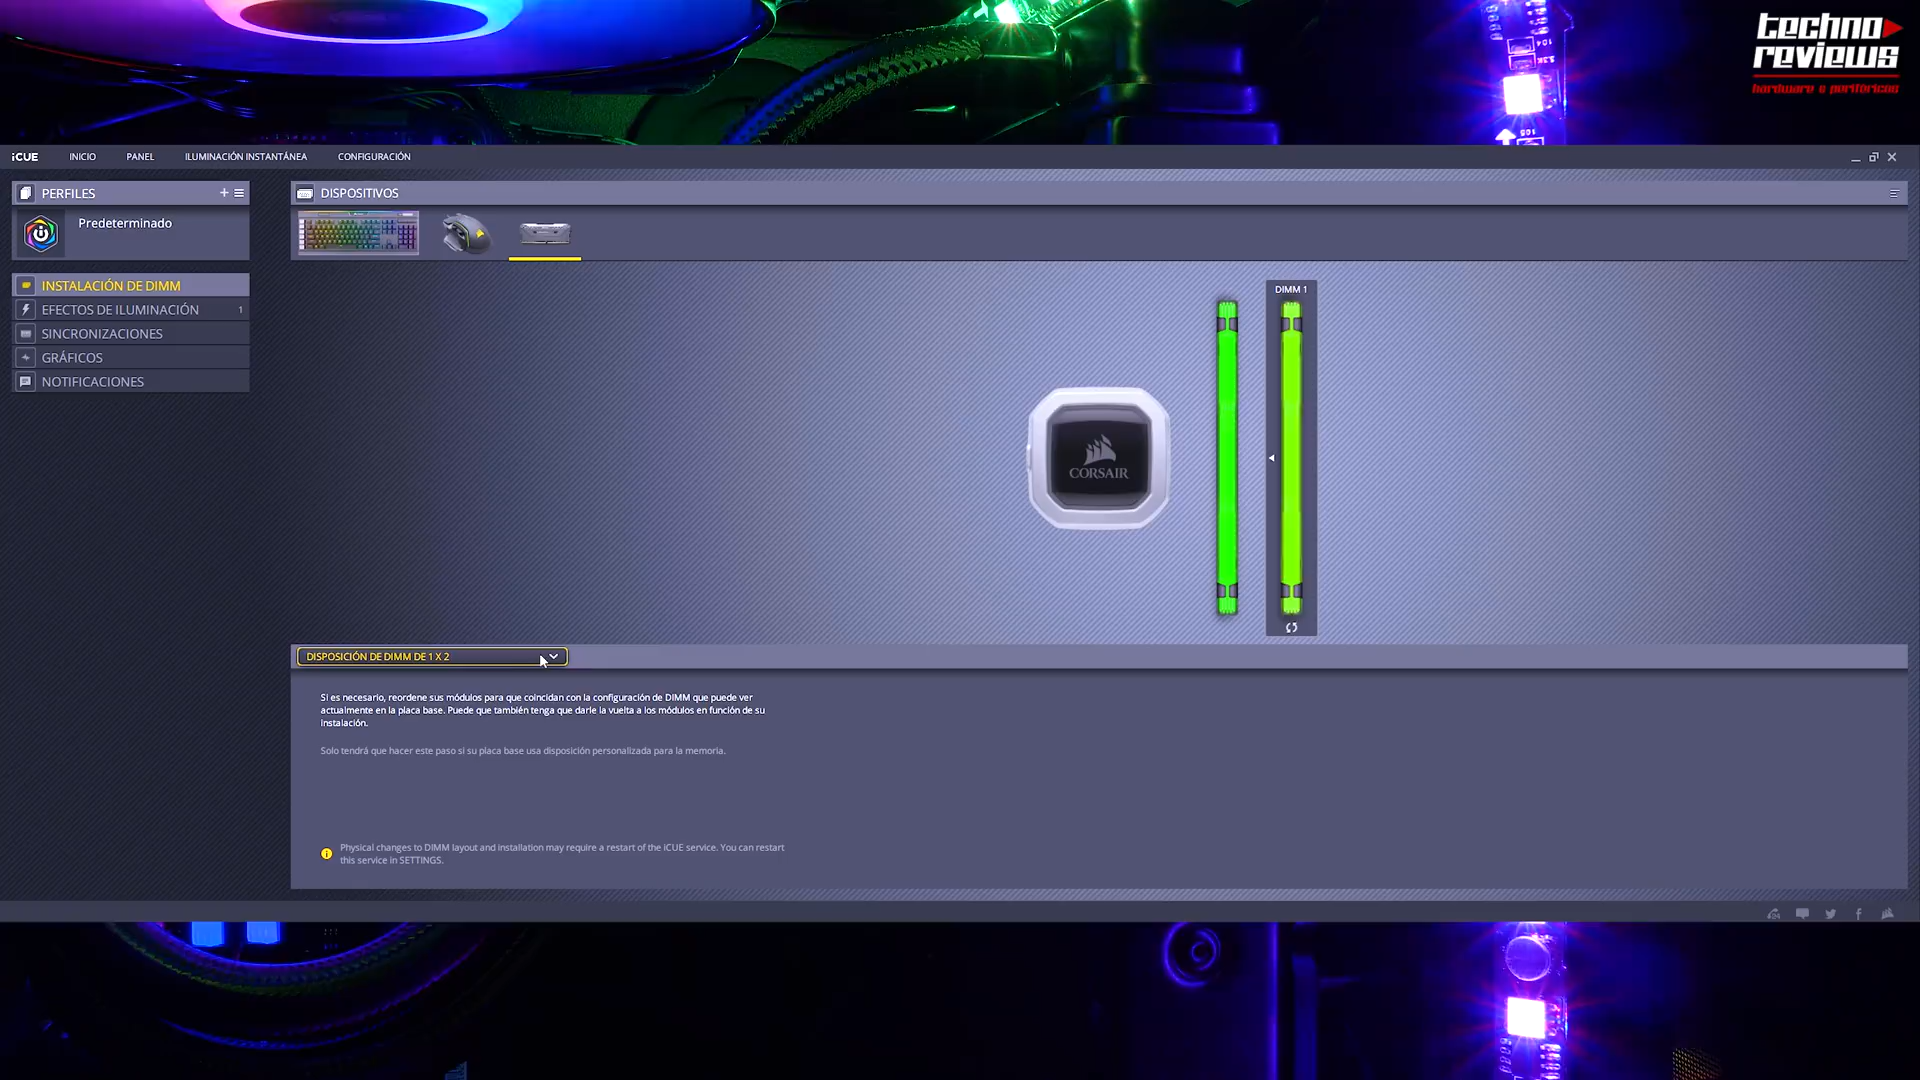 techno
reviews
hardware y periféricos
iCUE
INICIO
PANEL
ILUMINACIÓN INSTANTÁNEA
CONFIGURACIÓN
PERFILES
Predeterminado
INSTALACIÓN DE DIMM
EFECTOS DE ILUMINACIÓN 1
SINCRONIZACIONES
GRÁFICOS
NOTIFICACIONES
DISPOSITIVOS
DIMM 1
CORSAIR
DISPOSICIÓN DE DIMM DE 1 X 2
Si es necesario, reordene sus módulos para que coincidan con la configuración de DIMM que puede ver
actualmente en la placa base. Puede que también tenga que darle la vuelta a los módulos en función de su
instalación.
Solo tendrá que hacer este paso si su placa base usa disposición personalizada para la memoria.
Physical changes to DIMM layout and installation may require a restart of the iCUE service. You can restart
this service in SETTINGS.